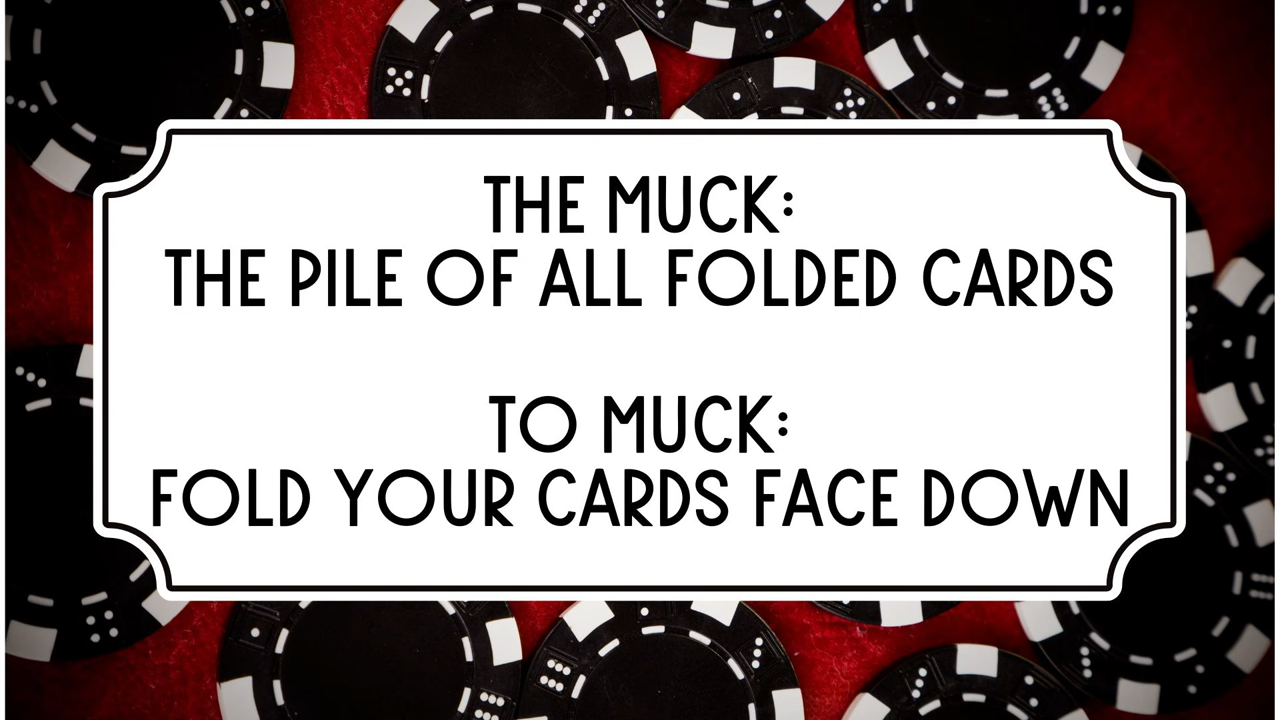 THE MUCK:
THE PILE OF ALL FOLDED CARDS
TO MUCK:
FOLD YOUR CARDS FACE DOWN